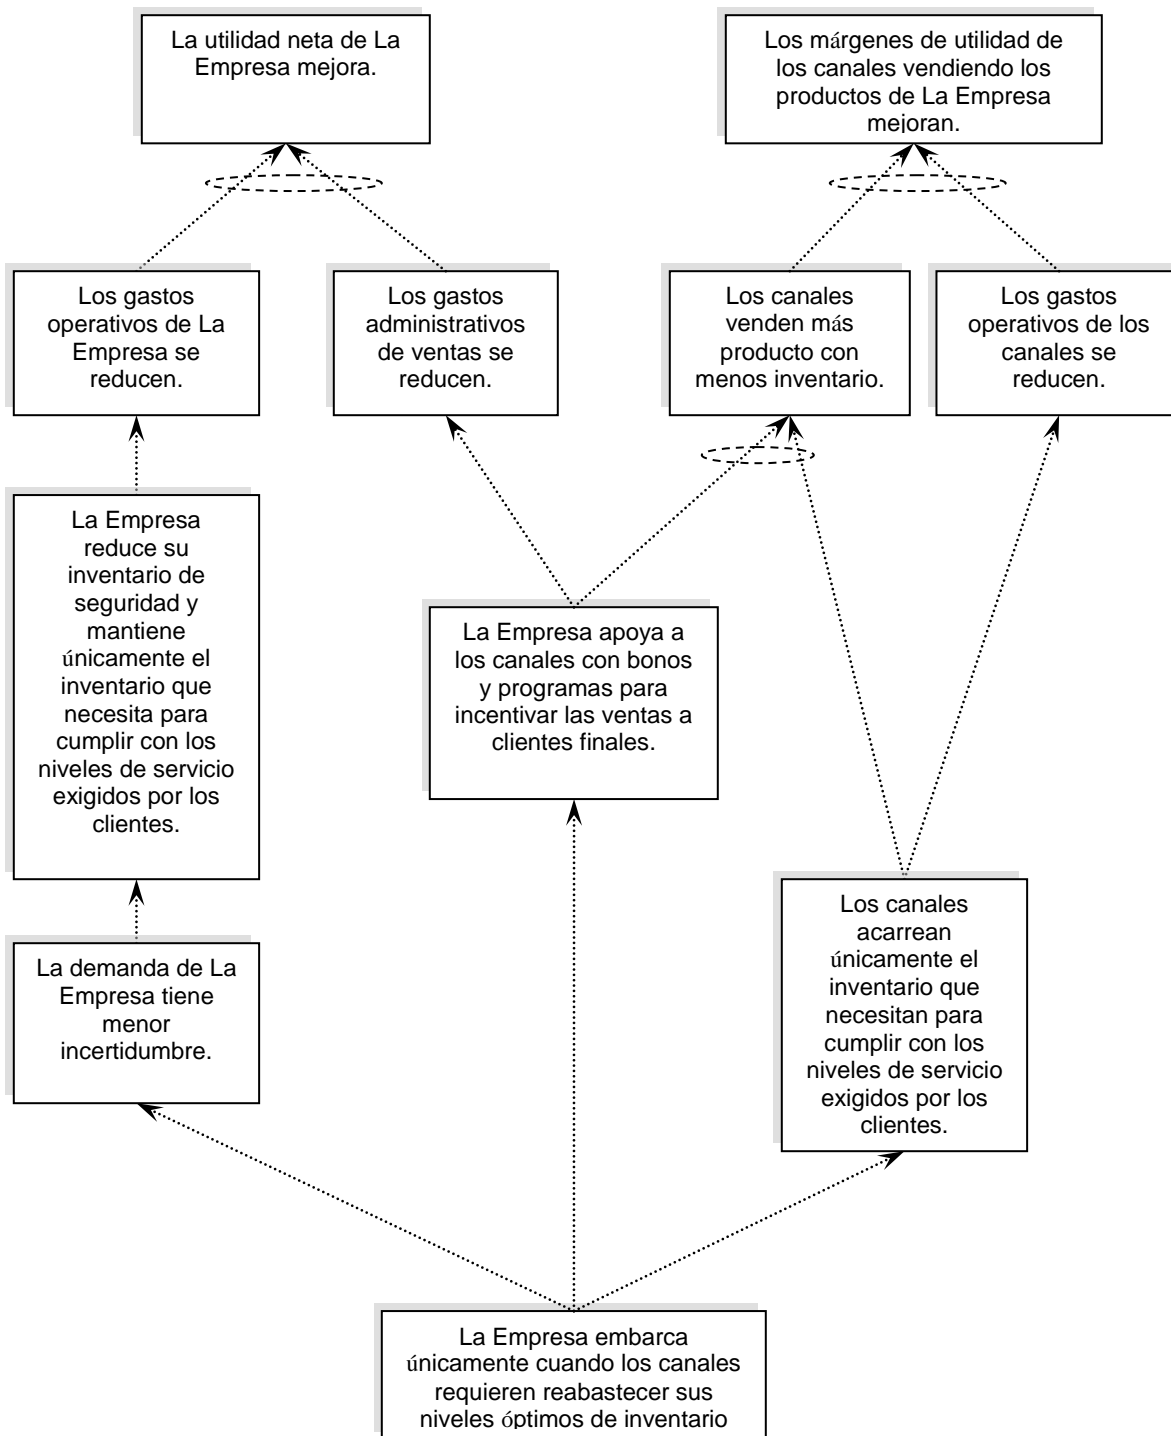 La utilidad neta de La
Empresa mejora.
Los márgenes de utilidad de
los canales vendiendo los
productos de La Empresa
mejoran.
Los gastos
operativos de La
Empresa se
reducen.
Los gastos
administrativos
de ventas se
reducen.
Los canales
venden más
producto con
menos inventario.
Los gastos
operativos de los
canales se
reducen.
La Empresa
reduce su
inventario de
seguridad y
mantiene
únicamente el
inventario que
necesita para
cumplir con los
niveles de servicio
exigidos por los
clientes.
La Empresa apoya a
los canales con bonos
y programas para
incentivar las ventas a
clientes finales.
Los canales
acarrean
únicamente el
inventario que
necesitan para
cumplir con los
niveles de servicio
exigidos por los
clientes.
La demanda de La
Empresa tiene
menor
incertidumbre.
La Empresa embarca
únicamente cuando los canales
requieren reabastecer sus
niveles óptimos de inventario